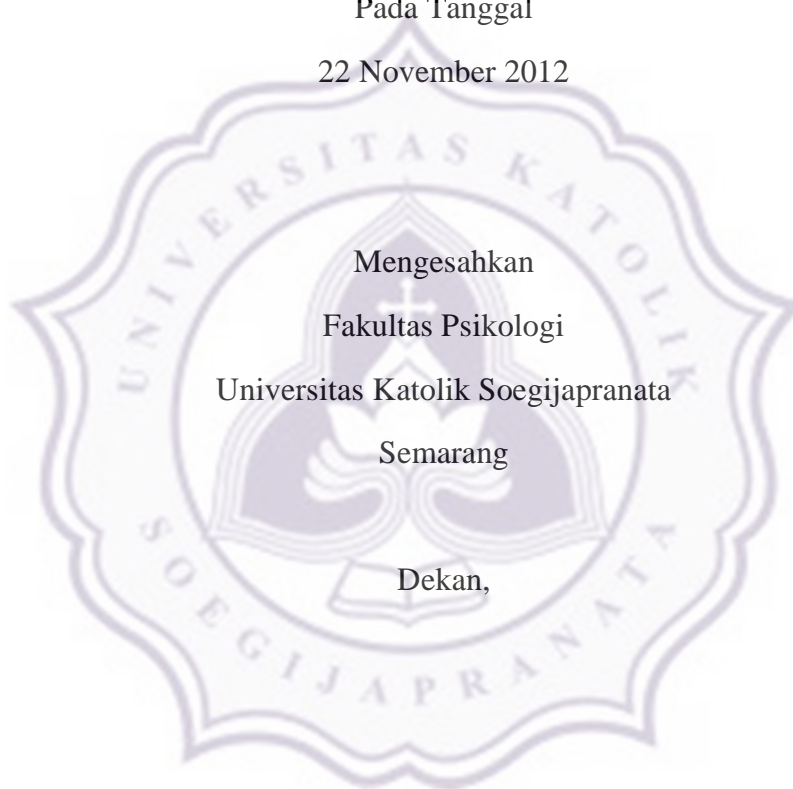 Pada Tanggal
22 November 2012
UNIVERSITAS KATOLIK
Mengesahkan
Fakultas Psikologi
Universitas Katolik Soegijapranata
Semarang
Dekan,
SOEGIJAPRANATA